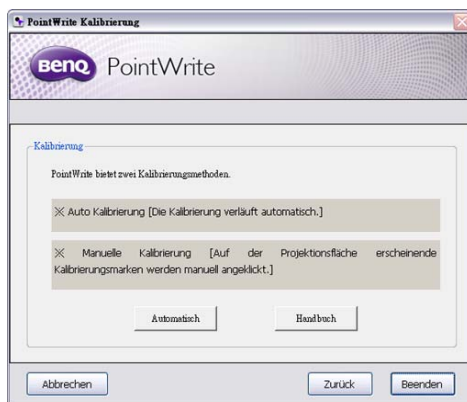 PointWrite Kalibrierung
BenQ PointWrite
Kalibrierung
PointWrite bietet zwei Kalibrierungsmethoden.
※ Auto Kalibrierung [Die Kalibrierung verläuft automatisch.]
※ Manuelle Kalibrierung [Auf der Projektionsfläche erscheinende
Kalibrierungsmarken werden manuell angeklickt.]
Automatisch Handbuch
Abbrechen Zurück Beenden